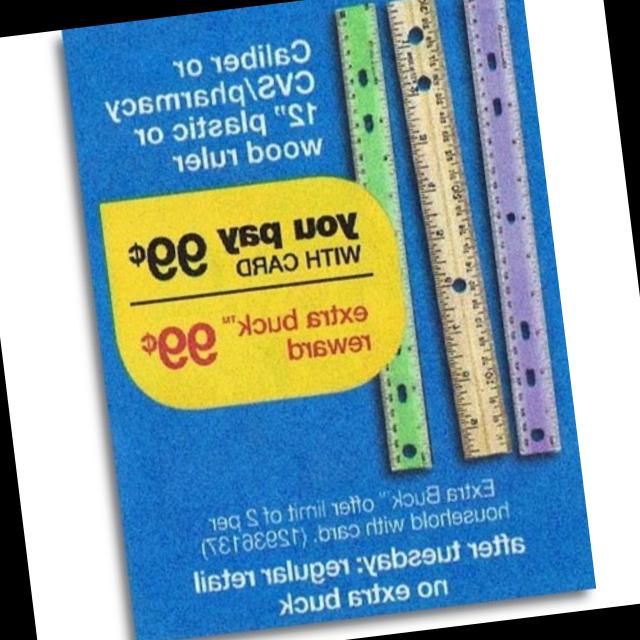 Caliber or
CVS/pharmacy
12" plastic or
wood ruler
you pay 99¢
WITH CARD
extra buck™ 99¢
reward
Extra Buck™ offer limit of 2 per
household with card. (12936137)
after tuesday: regular retail
no extra buck